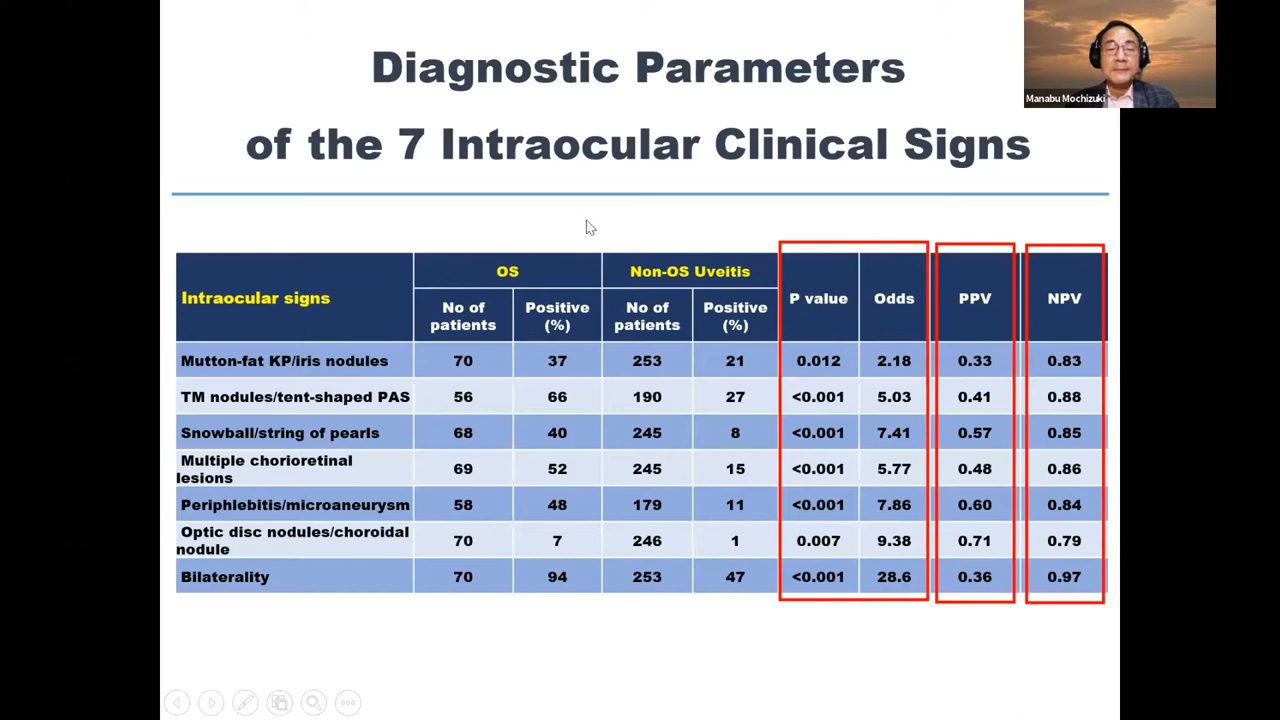 Diagnostic Parameters
of the 7 Intraocular Clinical Signs
Manabu Mochizuki
Intraocular signs OS Non-OS Uveitis P value Odds PPV NPV
No of patients Positive (%) No of patients Positive (%)
Mutton-fat KP/iris nodules 70 37 253 21 0.012 2.18 0.33 0.83
TM nodules/tent-shaped PAS 56 66 190 27 <0.001 5.03 0.41 0.88
Snowball/string of pearls 68 40 245 8 <0.001 7.41 0.57 0.85
Multiple chorioretinal lesions 69 52 245 15 <0.001 5.77 0.48 0.86
Periphlebitis/microaneurysm 58 48 179 11 <0.001 7.86 0.60 0.84
Optic disc nodules/choroidal nodule 70 7 246 1 0.007 9.38 0.71 0.79
Bilaterality 70 94 253 47 <0.001 28.6 0.36 0.97